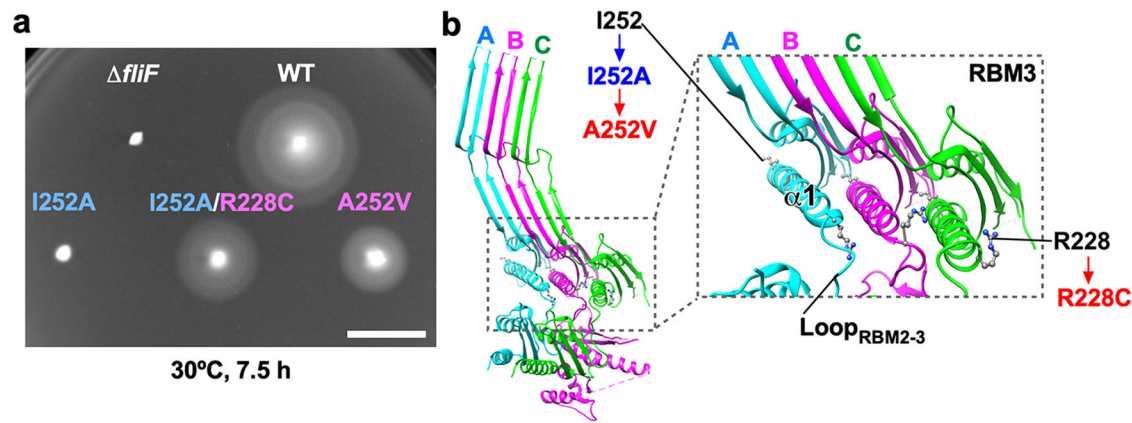 a
ΔfliF
WT
I252A
I252A/R228C
A252V
30ºC, 7.5 h
b
A
B
C
I252
I252A
A252V
A
B
C
RBM3
α1
R228
R228C
LoopRBM2-3